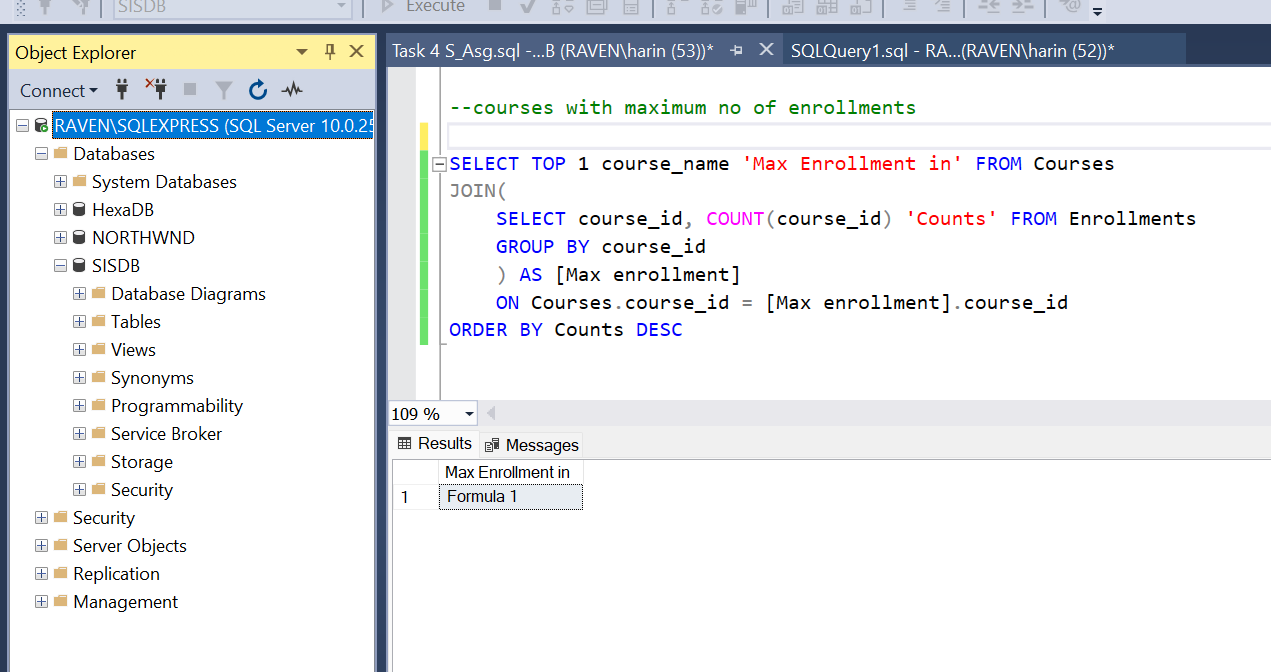 SISDB
Execute
Object Explorer
Task 4 S_Asg.sql -...B (RAVEN\harin (53))*
SQLQuery1.sql - RA...(RAVEN\harin (52))*
Connect
RAVEN\SQLEXPRESS (SQL Server 10.0.25
Databases
System Databases
HexaDB
NORTHWND
SISDB
Database Diagrams
Tables
Views
Synonyms
Programmability
Service Broker
Storage
Security
Security
Server Objects
Replication
Management
--courses with maximum no of enrollments
SELECT TOP 1 course_name 'Max Enrollment in' FROM Courses
JOIN(
SELECT course_id, COUNT(course_id) 'Counts' FROM Enrollments
GROUP BY course_id
) AS [Max enrollment]
ON Courses.course_id = [Max enrollment].course_id
ORDER BY Counts DESC
109 %
Results
Messages
Max Enrollment in
1 Formula 1